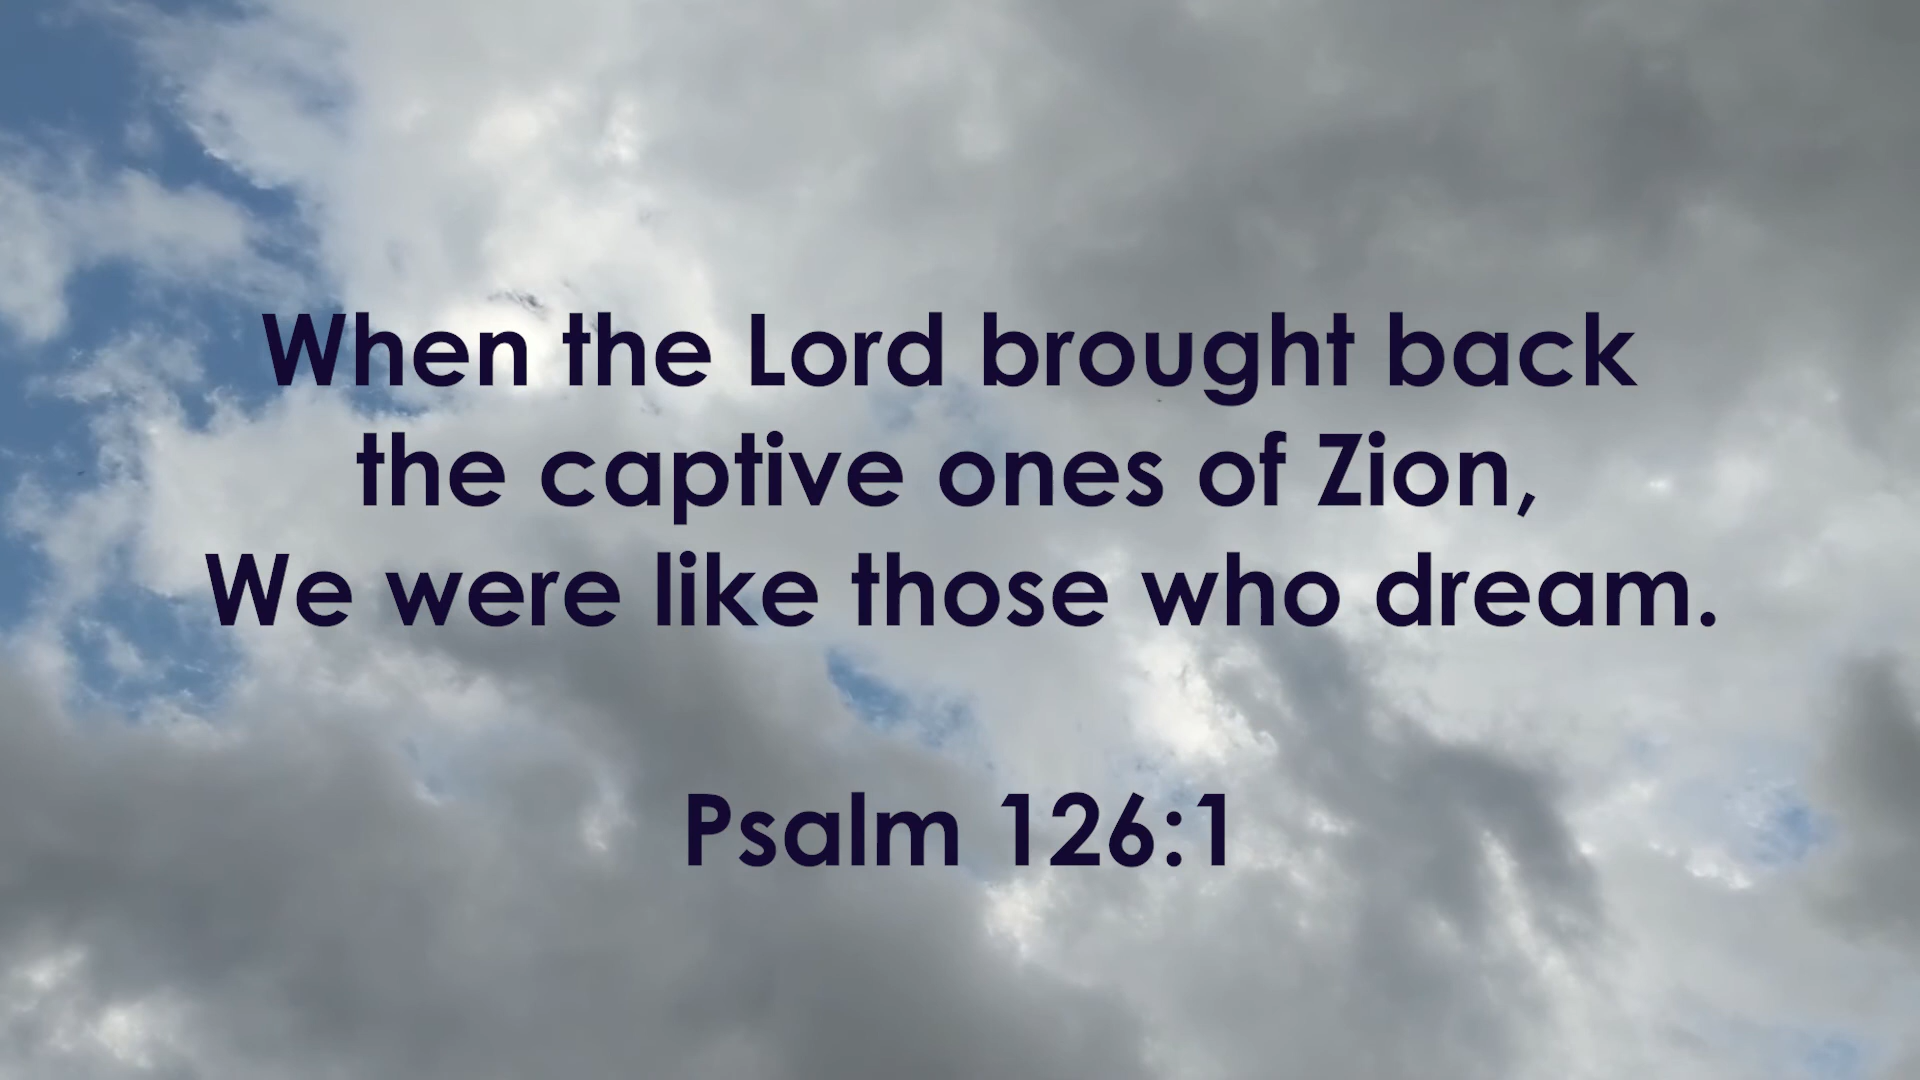 When the Lord brought back
the captive ones of Zion,
We were like those who dream.
Psalm 126:1